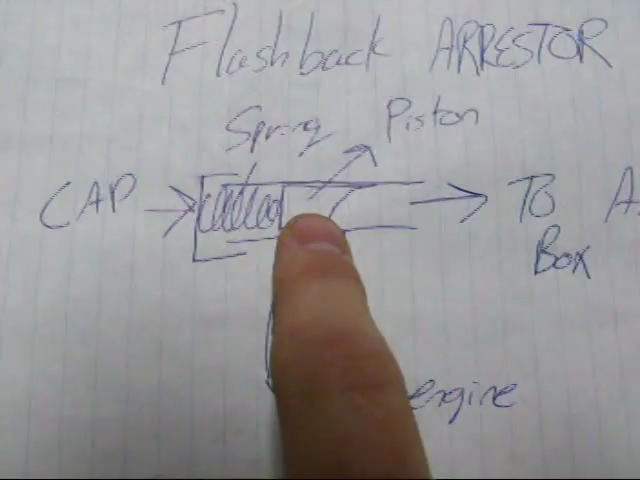 Flashback ARRESTOR
Spring Piston
CAP To A
Box
engine